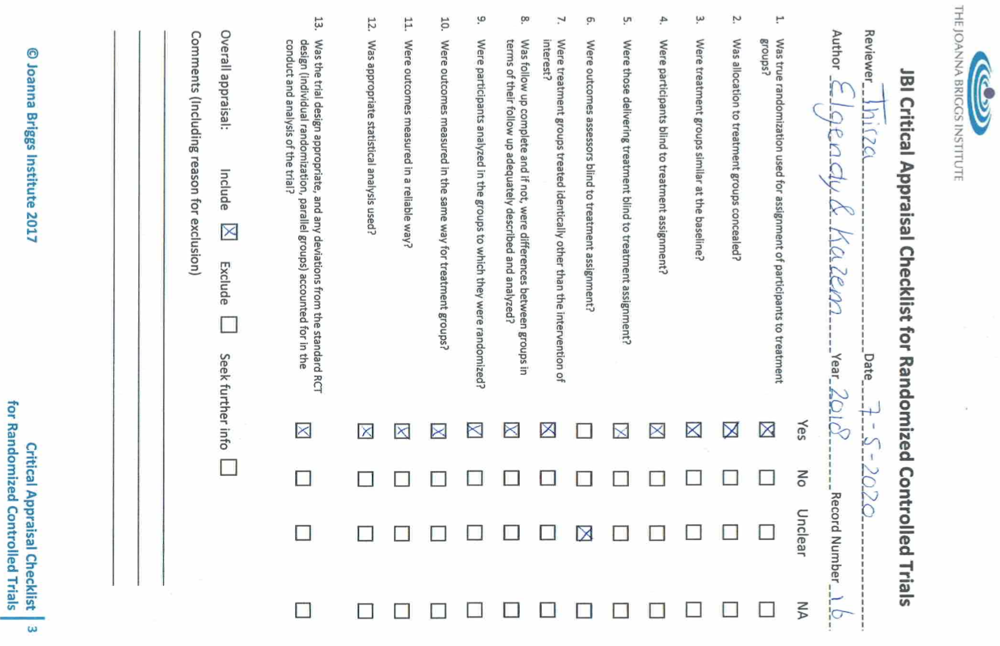 THE JOANNA BRIGGS INSTITUTE
JBI Critical Appraisal Checklist for Randomized Controlled Trials
Reviewer Thirza Date 7-5-2020
Author Elgendy & Kazem Year 2018 Record Number 16
Yes No Unclear NA
1. Was true randomization used for assignment of participants to treatment
groups? ☒ ☐ ☐ ☐
2. Was allocation to treatment groups concealed? ☒ ☐ ☐ ☐
3. Were treatment groups similar at the baseline? ☒ ☐ ☐ ☐
4. Were participants blind to treatment assignment? ☒ ☐ ☐ ☐
5. Were those delivering treatment blind to treatment assignment? ☒ ☐ ☐ ☐
6. Were outcomes assessors blind to treatment assignment? ☐ ☐ ☒ ☐
7. Were treatment groups treated identically other than the intervention of
interest? ☒ ☐ ☐ ☐
8. Was follow up complete and if not, were differences between groups in
terms of their follow up adequately described and analyzed? ☒ ☐ ☐ ☐
9. Were participants analyzed in the groups to which they were randomized? ☒ ☐ ☐ ☐
10. Were outcomes measured in the same way for treatment groups? ☒ ☐ ☐ ☐
11. Were outcomes measured in a reliable way? ☒ ☐ ☐ ☐
12. Was appropriate statistical analysis used? ☒ ☐ ☐ ☐
13. Was the trial design appropriate, and any deviations from the standard RCT
design (individual randomization, parallel groups) accounted for in the
conduct and analysis of the trial? ☒ ☐ ☐ ☐
Overall appraisal: Include ☒ Exclude ☐ Seek further info ☐
Comments (Including reason for exclusion)
© Joanna Briggs Institute 2017
Critical Appraisal Checklist 3
for Randomized Controlled Trials